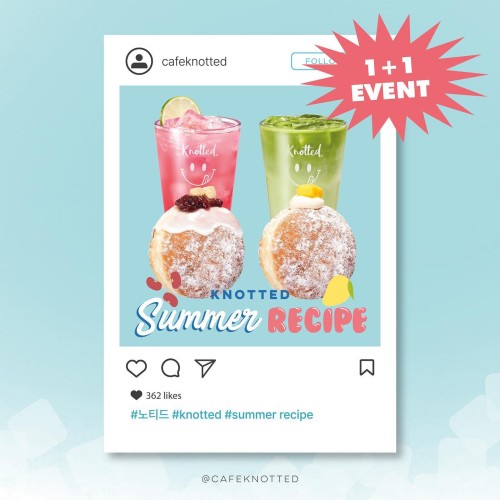 cafeknotted
FOLLO
1+1
EVENT
Knotted
Knotted
KNOTTED
Summer RECIPE
362 likes
#노티드 #knotted #summer recipe
@CAFEKNOTTED